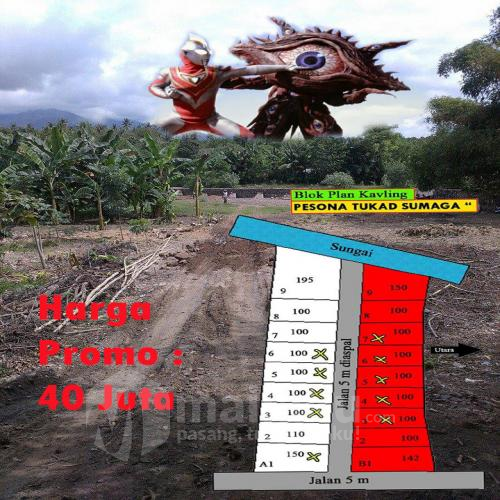 Blok Plan Kavling
PESONA TUKAD SUMAGA “
Sungai
195
9
100
8
100
7
6 100
5 100
4 100
3 100
2 110
150
A1
9 150
8 100
7 100
6 100
5 100
4 100
100
2 100
B1 142
Jalan 5 m diaspal
Utara
Jalan 5 m
Harga
Promo :
40 Juta
.com
pasang,